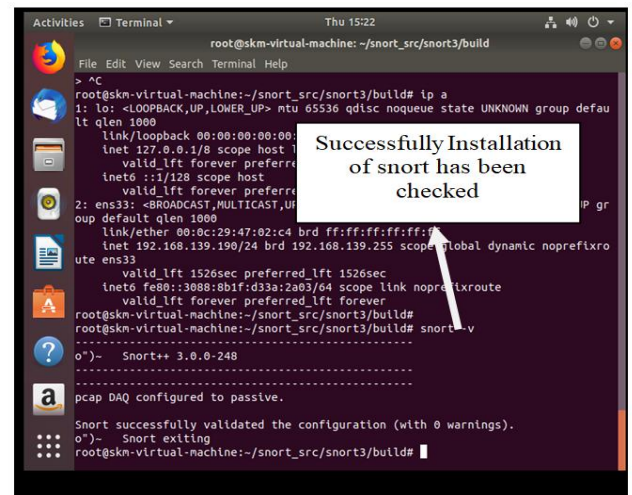 Activities Terminal Thu 15:22
root@skm-virtual-machine: ~/snort_src/snort3/build
File Edit View Search Terminal Help
> ^C
root@skm-virtual-machine:~/snort_src/snort3/build# ip a
1: lo: <LOOPBACK,UP,LOWER_UP> mtu 65536 qdisc noqueue state UNKNOWN group defau
lt qlen 1000
link/loopback 00:00:00:00:00:
inet 127.0.0.1/8 scope host
valid_lft forever
inet6 ::1/128 scope host
valid_lft forever
2: ens33: <BROADCAST,MULTICAST, gr
oup default qlen 1000
link/ether 00:0c:29:47:02:c4 brd ff:ff:ff:ff:ff:ff
inet 192.168.139.190/24 brd 192.168.139.255 scope global dynamic noprefixro
ute ens33
valid_lft 1526sec preferred_lft 1526sec
inet6 fe80::3088:8b1f:d33a:2a03/64 scope link noprefixroute
valid_lft forever preferred_lft forever
root@skm-virtual-machine:~/snort_src/snort3/build#
root@skm-virtual-machine:~/snort_src/snort3/build# snort -v
--------------------------------------------------
o")~ Snort++ 3.0.0-248
--------------------------------------------------
--------------------------------------------------
pcap DAQ configured to passive.
Snort successfully validated the configuration (with 0 warnings).
o")~ Snort exiting
root@skm-virtual-machine:~/snort_src/snort3/build#
Successfully Installation
of snort has been
checked